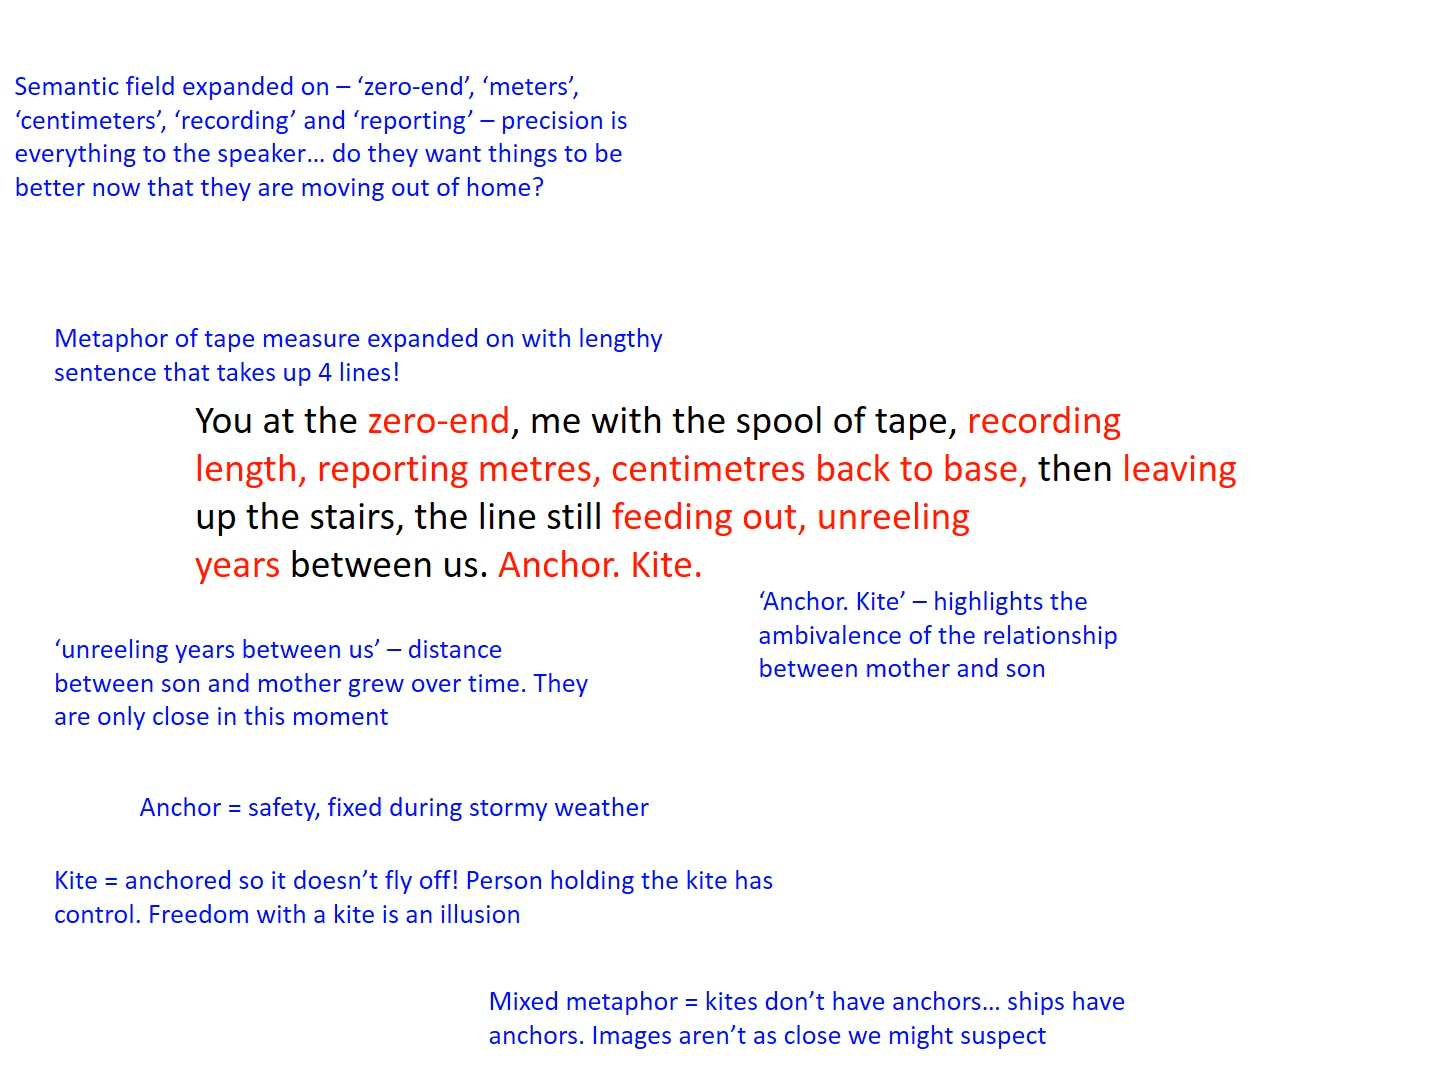 Semantic field expanded on – ‘zero-end’, ‘meters’,
‘centimeters’, ‘recording’ and ‘reporting’ – precision is
everything to the speaker… do they want things to be
better now that they are moving out of home?
Metaphor of tape measure expanded on with lengthy
sentence that takes up 4 lines!
You at the zero-end, me with the spool of tape, recording
length, reporting metres, centimetres back to base, then leaving
up the stairs, the line still feeding out, unreeling
years between us. Anchor. Kite.
‘Anchor. Kite’ – highlights the
ambivalence of the relationship
between mother and son
‘unreeling years between us’ – distance
between son and mother grew over time. They
are only close in this moment
Anchor = safety, fixed during stormy weather
Kite = anchored so it doesn’t fly off! Person holding the kite has
control. Freedom with a kite is an illusion
Mixed metaphor = kites don’t have anchors… ships have
anchors. Images aren’t as close we might suspect